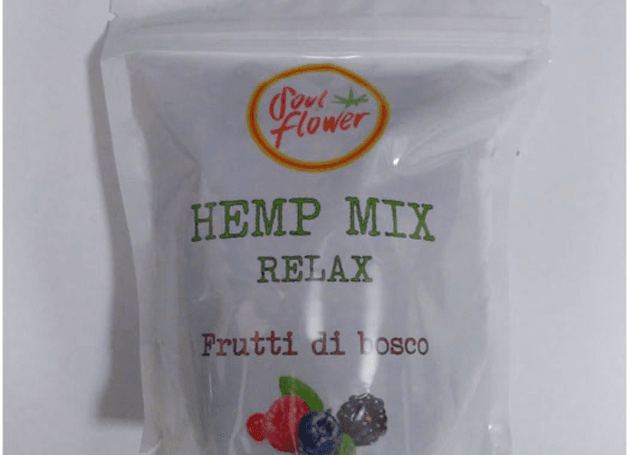 Soul
flower
HEMP MIX
RELAX
Frutti di bosco